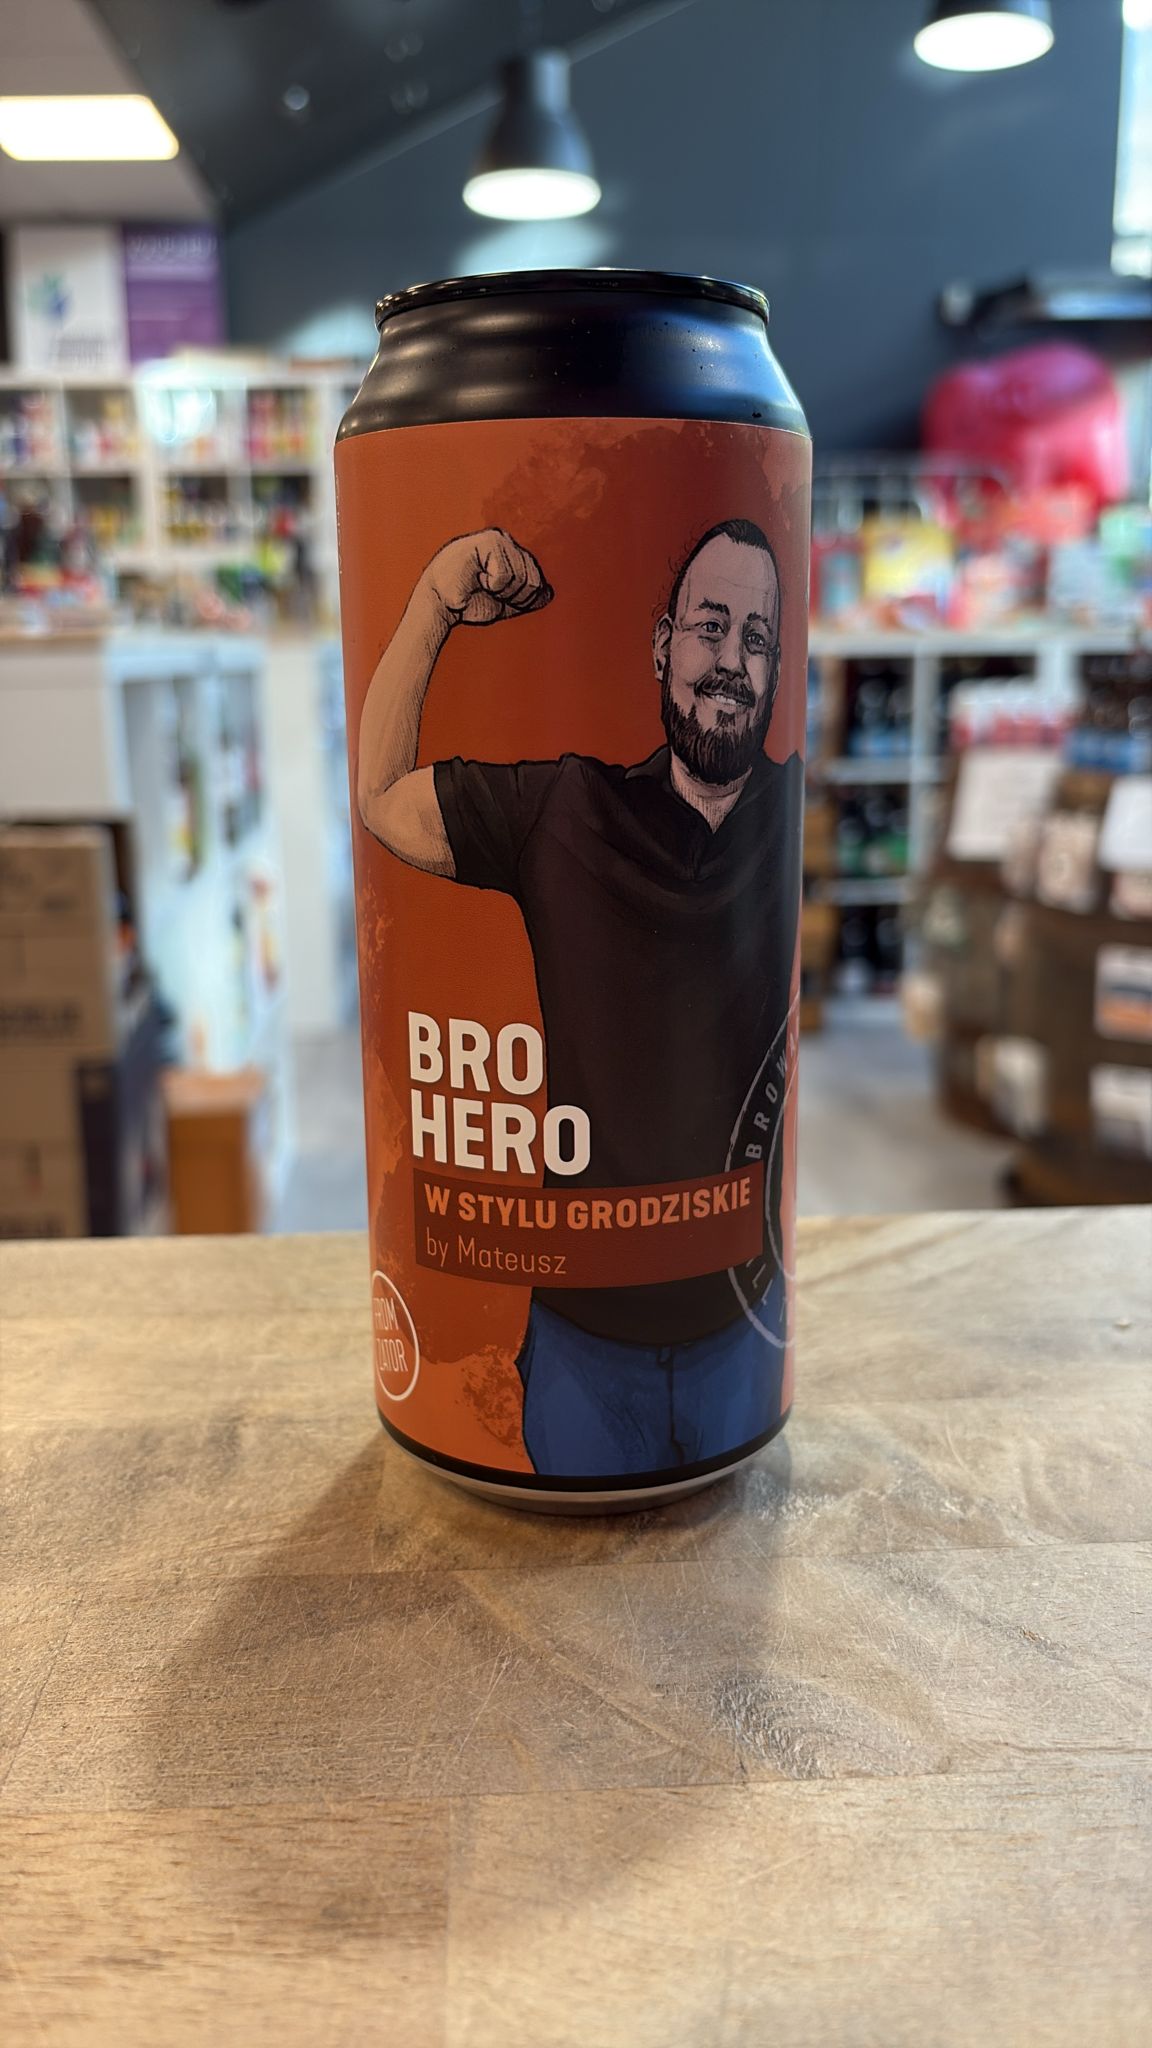 BRO
HERO
W STYLU GRODZISKIE
by Mateusz
FROM
ZATOR